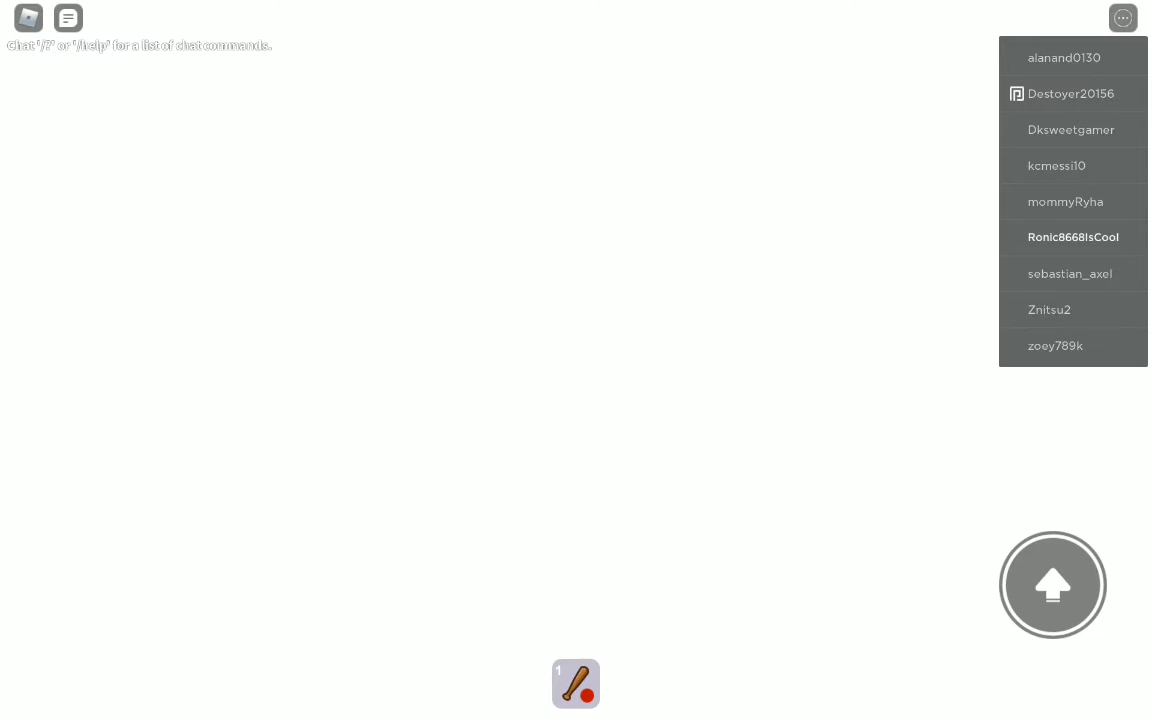 Chat '/?' or '/help' for a list of chat commands.
alanand0130
Destoyer20156
Dksweetgamer
kcmessi10
mommyRyha
Ronic8668IsCool
sebastian_axel
Znitsu2
zoey789k
1